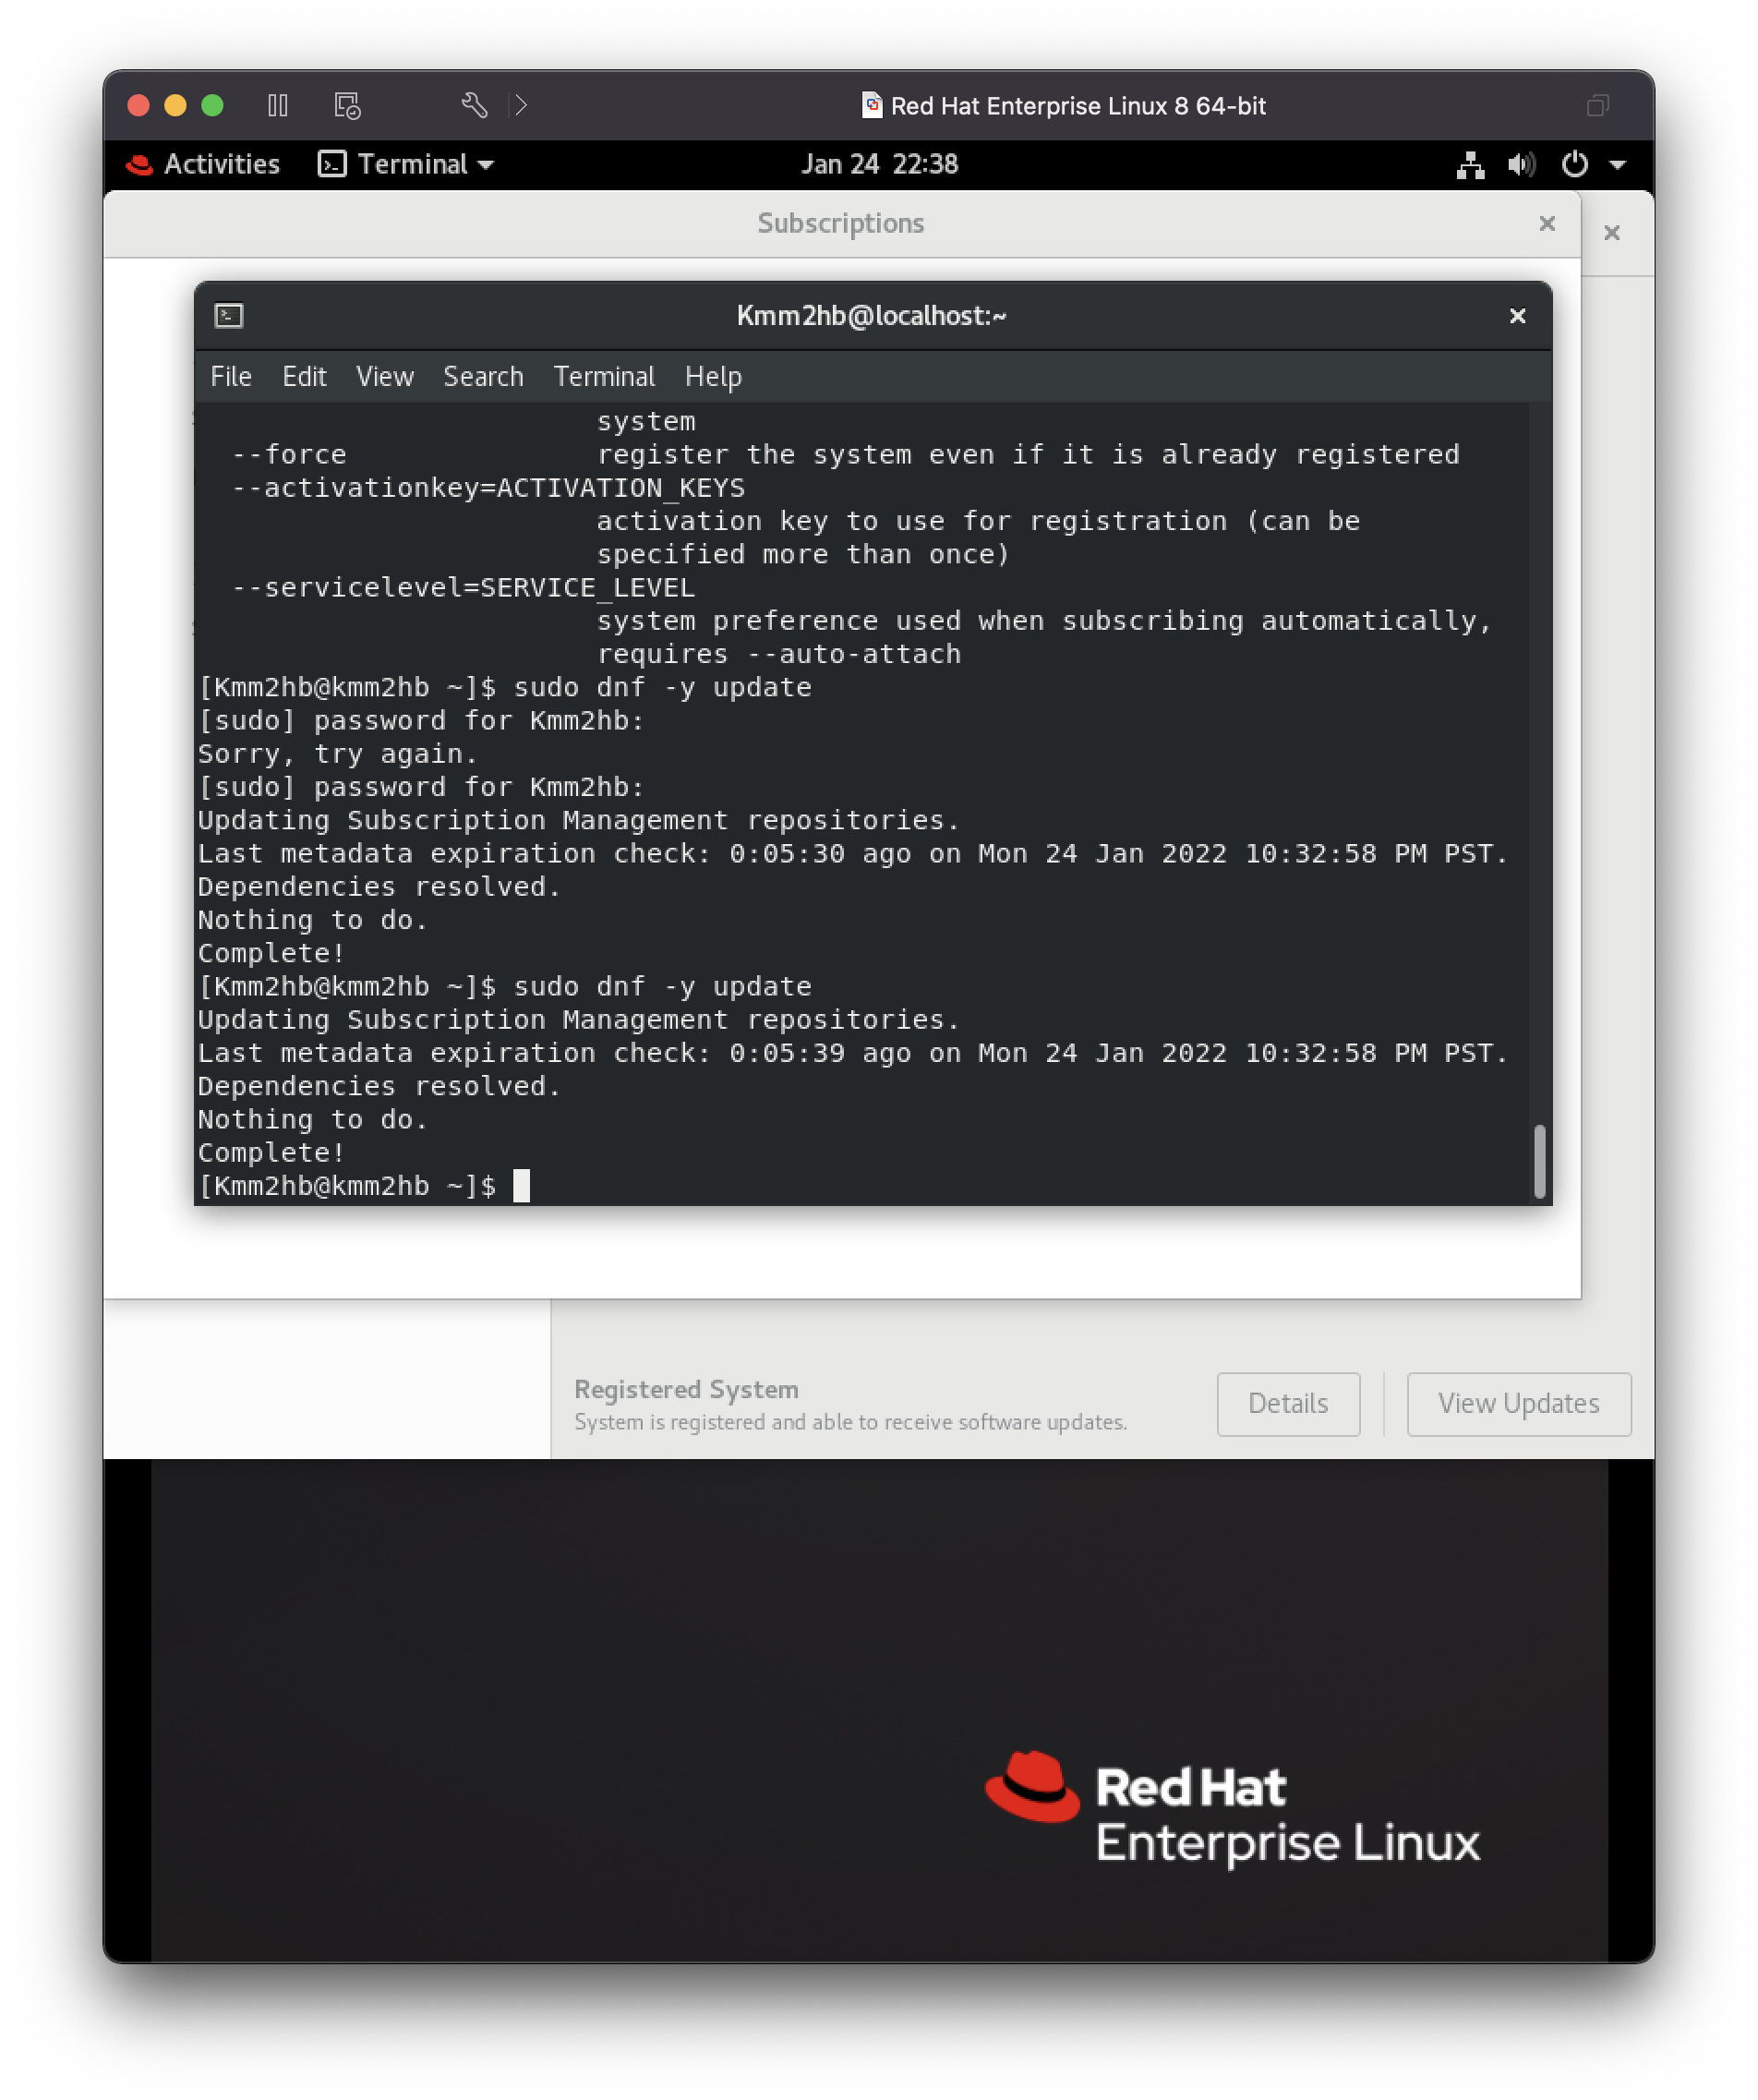 Red Hat Enterprise Linux 8 64-bit
Activities Terminal Jan 24 22:38
Subscriptions
Kmm2hb@localhost:~
File Edit View Search Terminal Help
system
--force register the system even if it is already registered
--activationkey=ACTIVATION_KEYS
activation key to use for registration (can be
specified more than once)
--servicelevel=SERVICE_LEVEL
system preference used when subscribing automatically,
requires --auto-attach
[Kmm2hb@kmm2hb ~]$ sudo dnf -y update
[sudo] password for Kmm2hb:
Sorry, try again.
[sudo] password for Kmm2hb:
Updating Subscription Management repositories.
Last metadata expiration check: 0:05:30 ago on Mon 24 Jan 2022 10:32:58 PM PST.
Dependencies resolved.
Nothing to do.
Complete!
[Kmm2hb@kmm2hb ~]$ sudo dnf -y update
Updating Subscription Management repositories.
Last metadata expiration check: 0:05:39 ago on Mon 24 Jan 2022 10:32:58 PM PST.
Dependencies resolved.
Nothing to do.
Complete!
[Kmm2hb@kmm2hb ~]$
Registered System
System is registered and able to receive software updates.
Details View Updates
Red Hat
Enterprise Linux